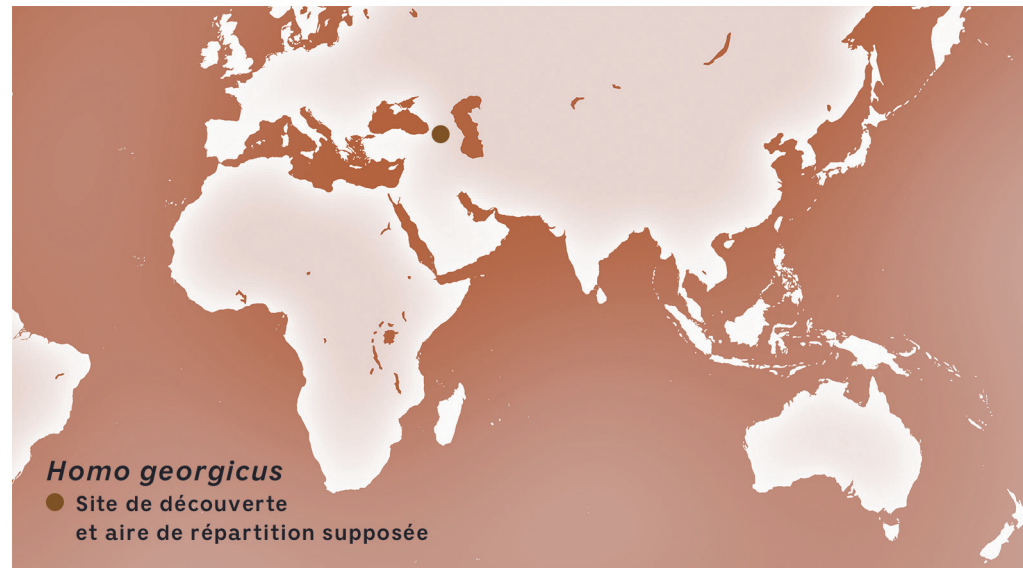 Homo georgicus
Site de découverte
et aire de répartition supposée